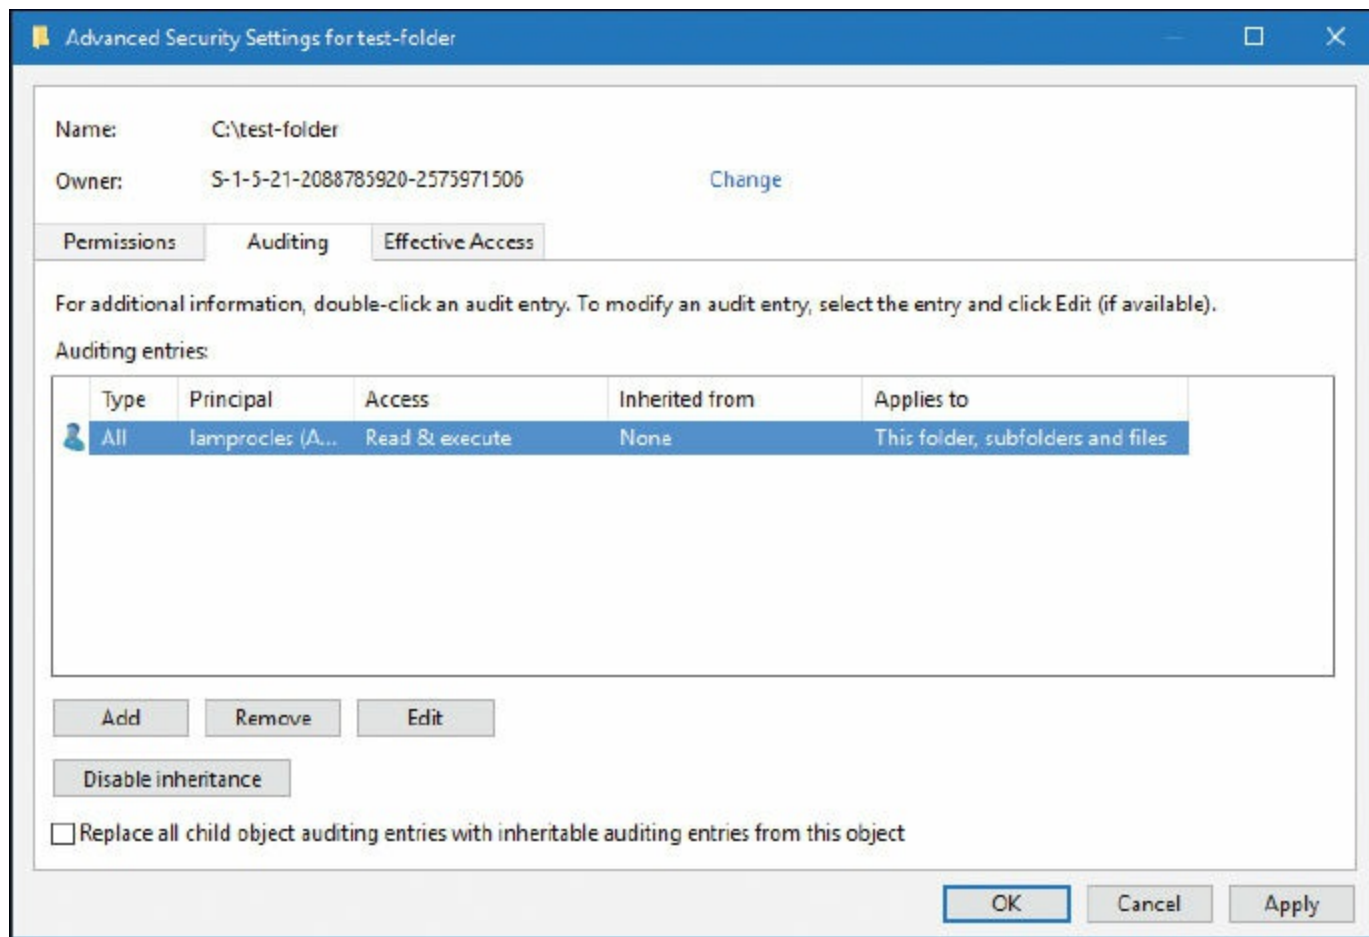 Advanced Security Settings for test-folder
Name: C:\test-folder
Owner: S-1-5-21-2088785920-2575971506 Change
Permissions Auditing Effective Access
For additional information, double-click an audit entry. To modify an audit entry, select the entry and click Edit (if available).
Auditing entries:
Type Principal Access Inherited from Applies to
All lamprocles (A... Read & execute None This folder, subfolders and files
Add Remove Edit
Disable inheritance
Replace all child object auditing entries with inheritable auditing entries from this object
OK Cancel Apply